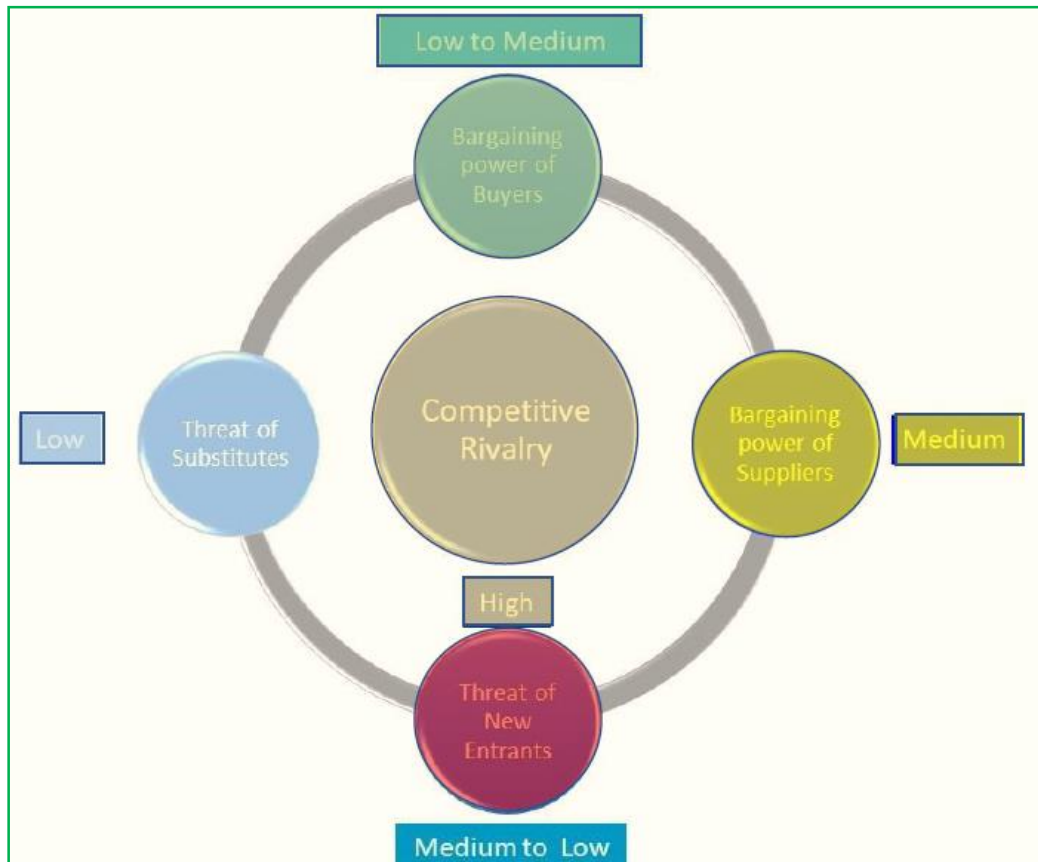 Low to Medium
Bargaining
power of
Buyers
Low
Threat of
Substitutes
Competitive
Rivalry
Bargaining
power of
Suppliers
Medium
High
Threat of
New
Entrants
Medium to Low